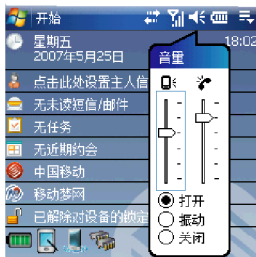 开始
星期五
18:02
2007年5月25日
音量
点击此处设置主人信
无未读短信/邮件
无任务
无近期约会
中国移动
移动梦网
已解除对设备的锁定
打开
振动
关闭